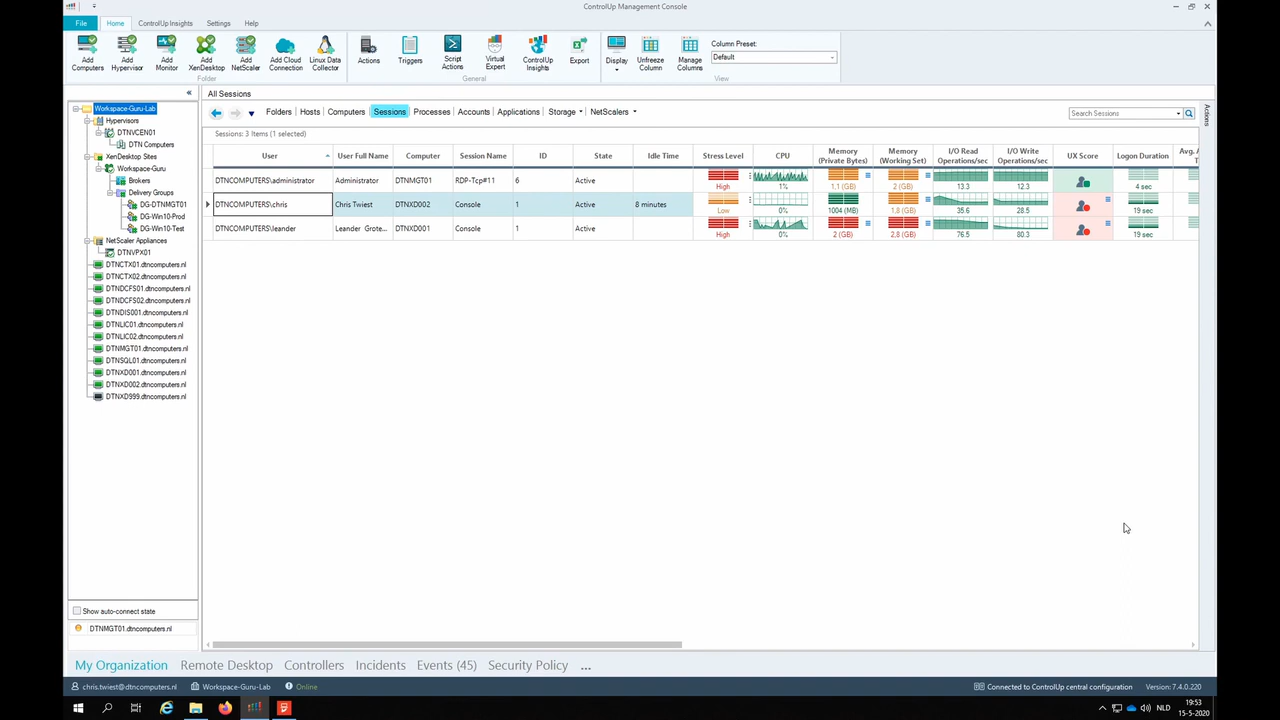 ControlUp Management Console
File Home ControlUp Insights Settings Help
Add Computers
Add Hypervisor
Add Monitor
Add XenDesktop
Add NetScaler
Add Cloud Connection
Linux Data Collector
Folder
Actions
Triggers
Script Actions
Virtual Expert
ControlUp Insights
Export
General
Display
Unfreeze Column
Manage Columns
Column Preset:
Default
View
«
Workspace-Guru-Lab
Hypervisors
DTNVCEN01
DTN Computers
XenDesktop Sites
Workspace-Guru
Brokers
Delivery Groups
DG-DTNMGT01
DG-Win10-Prod
DG-Win10-Test
NetScaler Appliances
DTNVPX01
DTNCTX01.dtncomputers.nl
DTNCTX02.dtncomputers.nl
DTNDCFS01.dtncomputers.nl
DTNDCFS02.dtncomputers.nl
DTNDIS001.dtncomputers.nl
DTNLIC01.dtncomputers.nl
DTNLIC02.dtncomputers.nl
DTNMGT01.dtncomputers.nl
DTNSQL01.dtncomputers.nl
DTNXD001.dtncomputers.nl
DTNXD002.dtncomputers.nl
DTNXD999.dtncomputers.nl
Show auto-connect state
DTNMGT01.dtncomputers.nl
All Sessions
Folders Hosts Computers Sessions Processes Accounts Applications Storage NetScalers
Search Sessions
Actions
Sessions: 3 Items (1 selected)
User User Full Name Computer Session Name ID State Idle Time Stress Level CPU Memory (Private Bytes) Memory (Working Set) I/O Read Operations/sec I/O Write Operations/sec UX Score Logon Duration Avg. A T
DTNCOMPUTERS\administrator Administrator DTNMGT01 RDP-Tcp#11 6 Active High 1% 1,1 (GB) 2 (GB) 13.3 12.3 4 sec
DTNCOMPUTERS\chris Chris Twiest DTNXD002 Console 1 Active 8 minutes Low 0% 1004 (MB) 1,8 (GB) 35.6 28.5 19 sec
DTNCOMPUTERS\leander Leander Grote... DTNXD001 Console 1 Active High 0% 2 (GB) 2,8 (GB) 76.5 80.3 19 sec
My Organization Remote Desktop Controllers Incidents Events (45) Security Policy ...
chris.twiest@dtncomputers.nl Workspace-Guru-Lab Online Connected to ControlUp central configuration Version: 7.4.0.220
NLD
19:53
15-5-2020